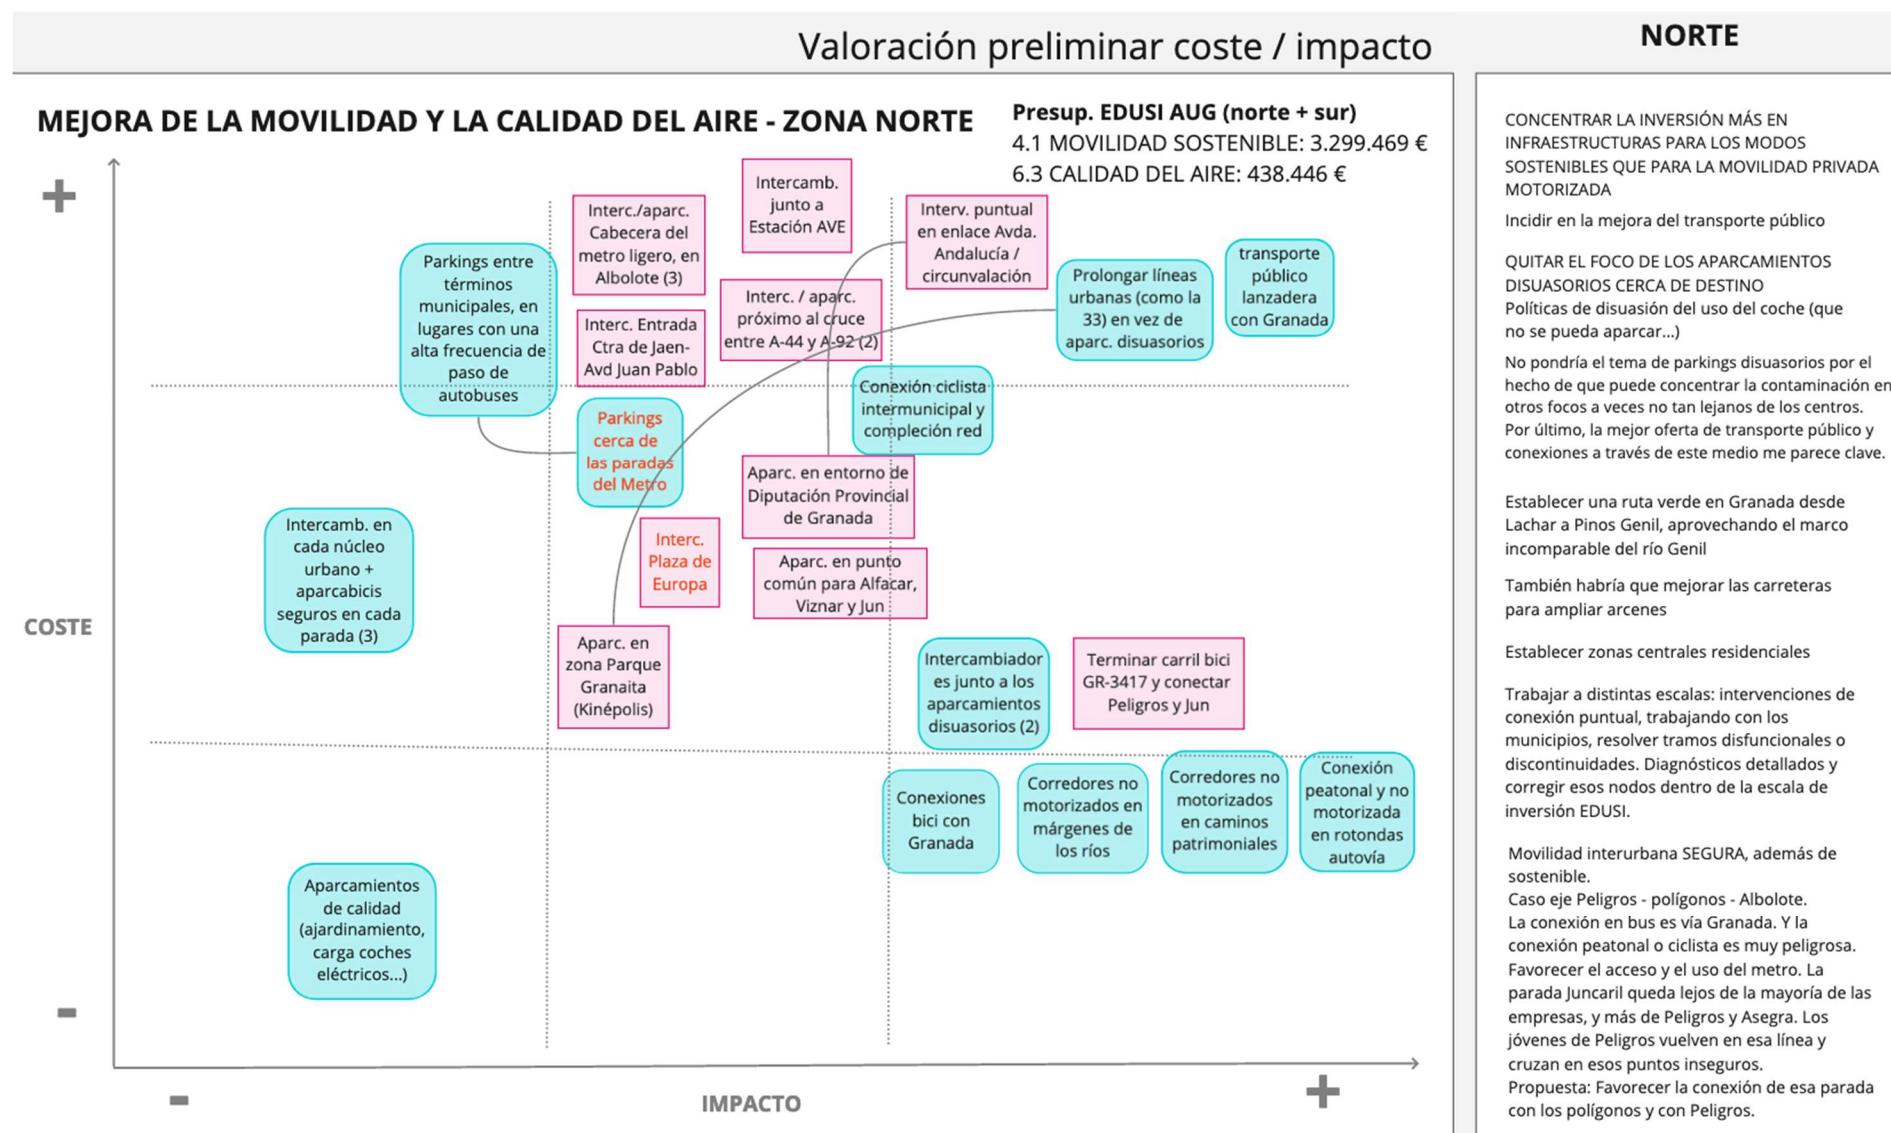 Valoración preliminar coste / impacto
NORTE
MEJORA DE LA MOVILIDAD Y LA CALIDAD DEL AIRE - ZONA NORTE
Presup. EDUSI AUG (norte + sur)
4.1 MOVILIDAD SOSTENIBLE: 3.299.469 €
6.3 CALIDAD DEL AIRE: 438.446 €
+
Parkings entre
términos
municipales, en
lugares con una
alta frecuencia de
paso de
autobuses
Interc./aparc.
Cabecera del
metro ligero, en
Albolote (3)
Intercamb.
junto a
Estación AVE
Interv. puntual
en enlace Avda.
Andalucía /
circunvalación
Prolongar líneas
urbanas (como la
33) en vez de
aparc. disuasorios
transporte
público
lanzadera
con Granada
Interc. Entrada
Ctra de Jaen-
Avd Juan Pablo
Interc. / aparc.
próximo al cruce
entre A-44 y A-92 (2)
Conexión ciclista
intermunicipal y
compleción red
Parkings
cerca de
las paradas
del Metro
Aparc. en entorno de
Diputación Provincial
de Granada
Intercamb. en
cada núcleo
urbano +
aparcabicis
seguros en cada
parada (3)
Interc.
Plaza de
Europa
Aparc. en punto
común para Alfacar,
Viznar y Jun
COSTE
Aparc. en
zona Parque
Granaita
(Kinépolis)
Intercambiador
es junto a los
aparcamientos
disuasorios (2)
Terminar carril bici
GR-3417 y conectar
Peligros y Jun
Conexiones
bici con
Granada
Corredores no
motorizados en
márgenes de
los ríos
Corredores no
motorizados
en caminos
patrimoniales
Conexión
peatonal y no
motorizada
en rotondas
autovía
Aparcamientos
de calidad
(ajardinamiento,
carga coches
eléctricos...)
-
-
IMPACTO
+
CONCENTRAR LA INVERSIÓN MÁS EN
INFRAESTRUCTURAS PARA LOS MODOS
SOSTENIBLES QUE PARA LA MOVILIDAD PRIVADA
MOTORIZADA
Incidir en la mejora del transporte público
QUITAR EL FOCO DE LOS APARCAMIENTOS
DISUASORIOS CERCA DE DESTINO
Políticas de disuasión del uso del coche (que
no se pueda aparcar...)
No pondría el tema de parkings disuasorios por el
hecho de que puede concentrar la contaminación en
otros focos a veces no tan lejanos de los centros.
Por último, la mejor oferta de transporte público y
conexiones a través de este medio me parece clave.
Establecer una ruta verde en Granada desde
Lachar a Pinos Genil, aprovechando el marco
incomparable del río Genil
También habría que mejorar las carreteras
para ampliar arcenes
Establecer zonas centrales residenciales
Trabajar a distintas escalas: intervenciones de
conexión puntual, trabajando con los
municipios, resolver tramos disfuncionales o
discontinuidades. Diagnósticos detallados y
corregir esos nodos dentro de la escala de
inversión EDUSI.
Movilidad interurbana SEGURA, además de
sostenible.
Caso eje Peligros - polígonos - Albolote.
La conexión en bus es vía Granada. Y la
conexión peatonal o ciclista es muy peligrosa.
Favorecer el acceso y el uso del metro. La
parada Juncaril queda lejos de la mayoría de las
empresas, y más de Peligros y Asegra. Los
jóvenes de Peligros vuelven en esa línea y
cruzan en esos puntos inseguros.
Propuesta: Favorecer la conexión de esa parada
con los polígonos y con Peligros.